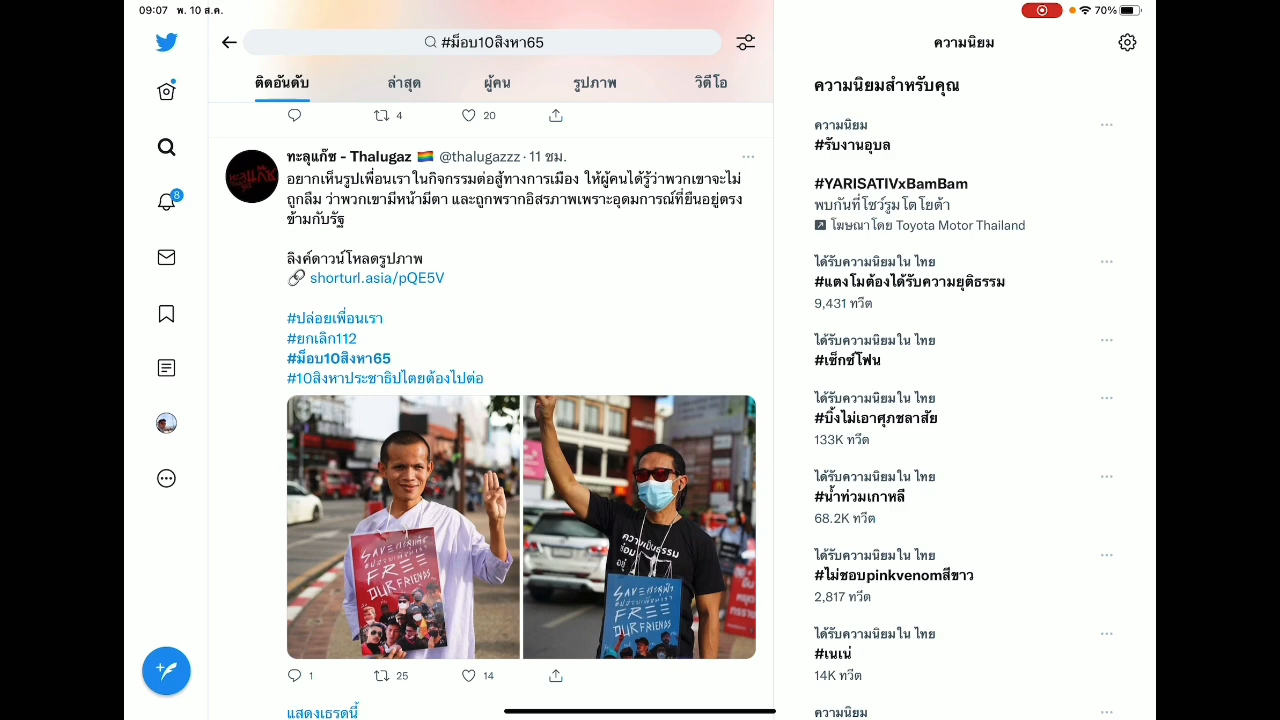 09:07 พ. 10 ส.ค.
70%
#ม็อบ10สิงหา65
ติดอันดับ
ล่าสุด
ผู้คน
รูปภาพ
วิดีโอ
4
20
ทะลุแก๊ซ - Thalugaz 🏳️‍🌈 @thalugazzz · 11 ชม.
อยากเห็นรูปเพื่อนเราในกิจกรรมต่อสู้ทางการเมือง ให้ผู้คนได้รู้ว่าพวกเขาจะไม่
ถูกลืม ว่าพวกเขามีหน้ามีตา และถูกพรากอิสรภาพเพราะอุดมการณ์ที่ยืนอยู่ตรง
ข้ามกับรัฐ
ลิงค์ดาวน์โหลดรูปภาพ
🔗 shorturl.asia/pQE5V
#ปล่อยเพื่อนเรา
#ยกเลิก112
#ม็อบ10สิงหา65
#10สิงหาประชาธิปไตยต้องไปต่อ
SAVE ทะลุแก๊ซ
FREE
OUR FRIENDS
ความเป็นธรรม
SAVE ทะลุฟ้า
FREE
OUR FRIENDS
1
25
14
แสดงเธรดนี้
8
ความนิยม
ความนิยมสำหรับคุณ
ความนิยม
#รับงานอุบล
#YARISATIVxBamBam
พบกันที่โชว์รูมโตโยต้า
โฆษณาโดย Toyota Motor Thailand
ได้รับความนิยมใน ไทย
#แตงโมต้องได้รับความยุติธรรม
9,431 ทวีต
ได้รับความนิยมใน ไทย
#เซ็กซ์โฟน
ได้รับความนิยมใน ไทย
#บิ้งไม่เอาศุภชลาสัย
133K ทวีต
ได้รับความนิยมใน ไทย
#น้ำท่วมเกาหลี
68.2K ทวีต
ได้รับความนิยมใน ไทย
#ไม่ชอบpinkvenomสีขาว
2,817 ทวีต
ได้รับความนิยมใน ไทย
#เนเน่
14K ทวีต
ความนิยม